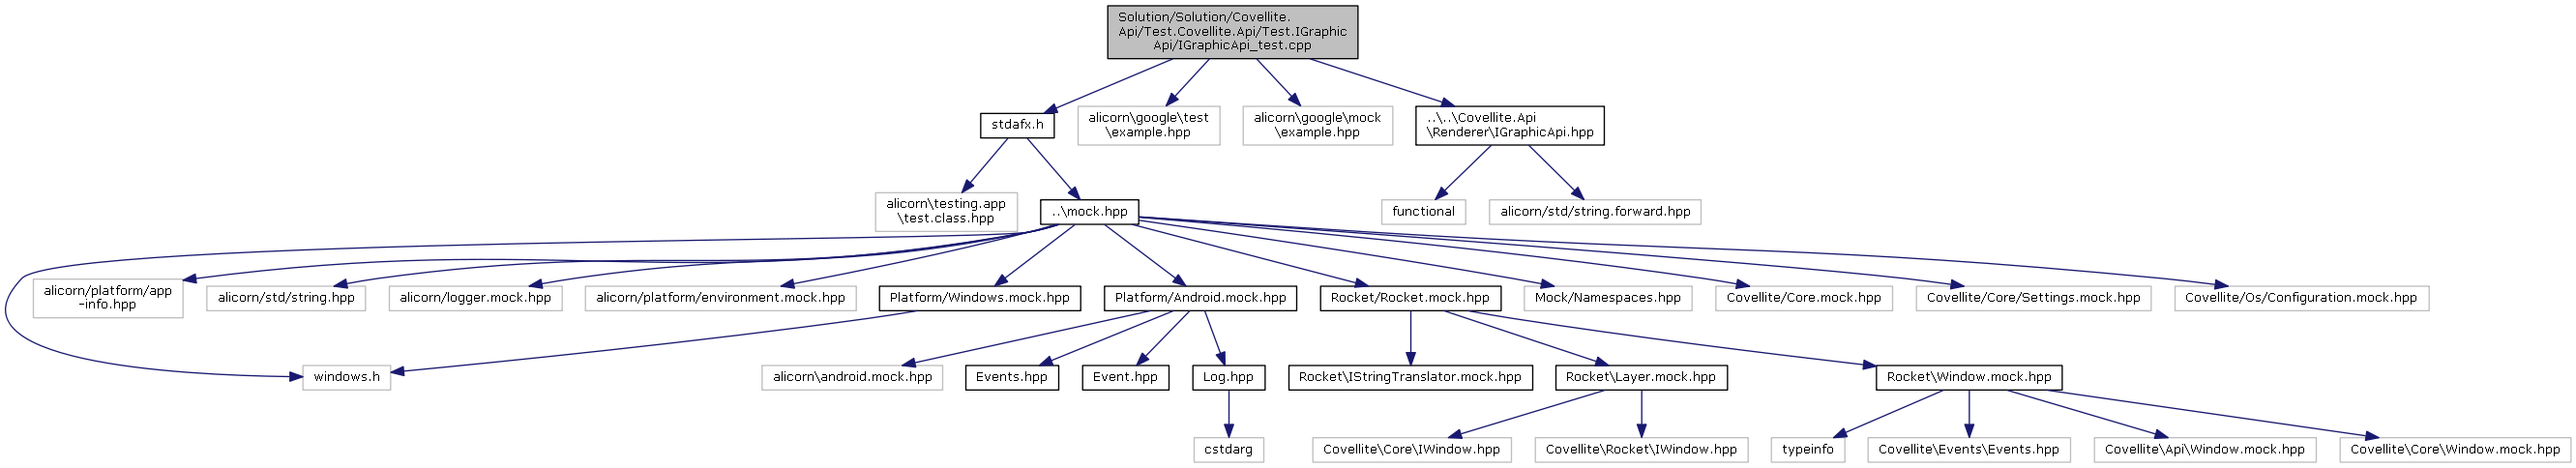 Solution/Solution/Covellite.
Api/Test.Covellite.Api/Test.IGraphic
Api/IGraphicApi_test.cpp
stdafx.h
alicorn\google\test
\example.hpp
alicorn\google\mock
\example.hpp
..\..\Covellite.Api
\Renderer\IGraphicApi.hpp
alicorn\testing.app
\test.class.hpp
..\mock.hpp
functional
alicorn/std/string.forward.hpp
alicorn/platform/app
-info.hpp
alicorn/std/string.hpp
alicorn/logger.mock.hpp
alicorn/platform/environment.mock.hpp
Platform/Windows.mock.hpp
Platform/Android.mock.hpp
Rocket/Rocket.mock.hpp
Mock/Namespaces.hpp
Covellite/Core.mock.hpp
Covellite/Core/Settings.mock.hpp
Covellite/Os/Configuration.mock.hpp
windows.h
alicorn\android.mock.hpp
Events.hpp
Event.hpp
Log.hpp
Rocket\IStringTranslator.mock.hpp
Rocket\Layer.mock.hpp
Rocket\Window.mock.hpp
cstdarg
Covellite\Core\IWindow.hpp
Covellite\Rocket\IWindow.hpp
typeinfo
Covellite\Events\Events.hpp
Covellite\Api\Window.mock.hpp
Covellite\Core\Window.mock.hpp